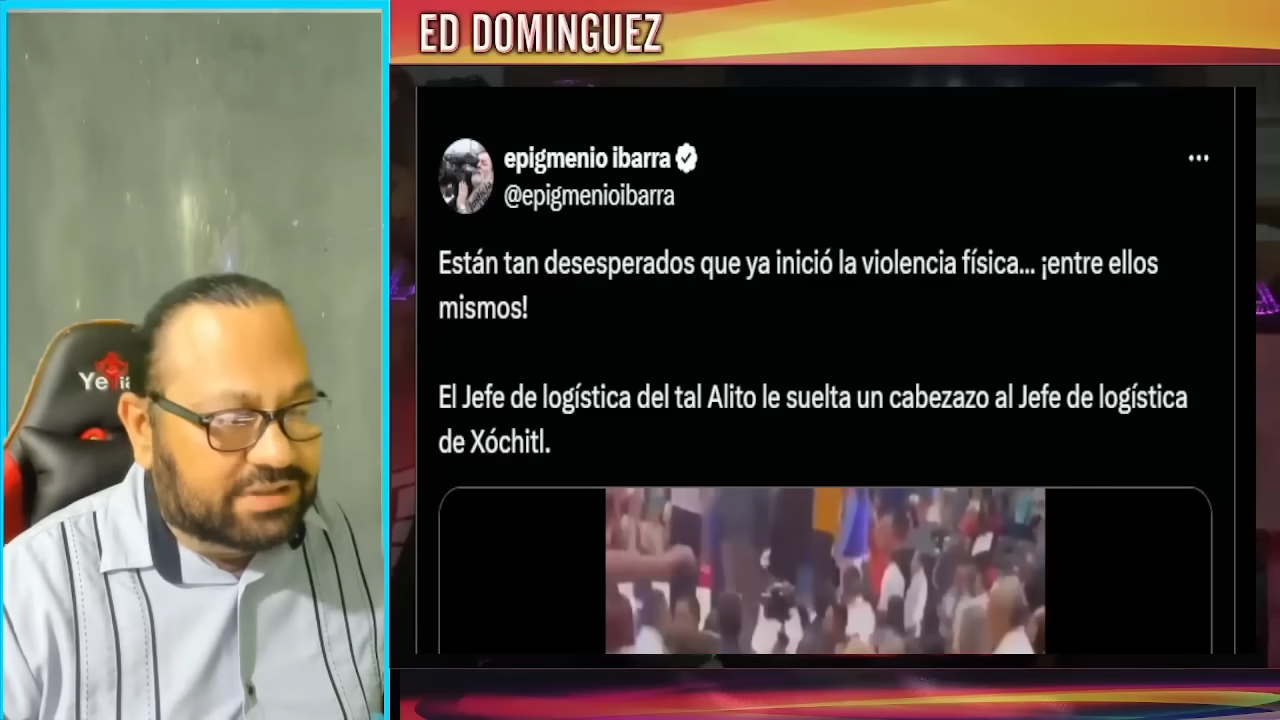 ED DOMINGUEZ
epigmenio ibarra
@epigmenioibarra
Están tan desesperados que ya inició la violencia física... ¡entre ellos
mismos!
El Jefe de logística del tal Alito le suelta un cabezazo al Jefe de logística
de Xóchitl.